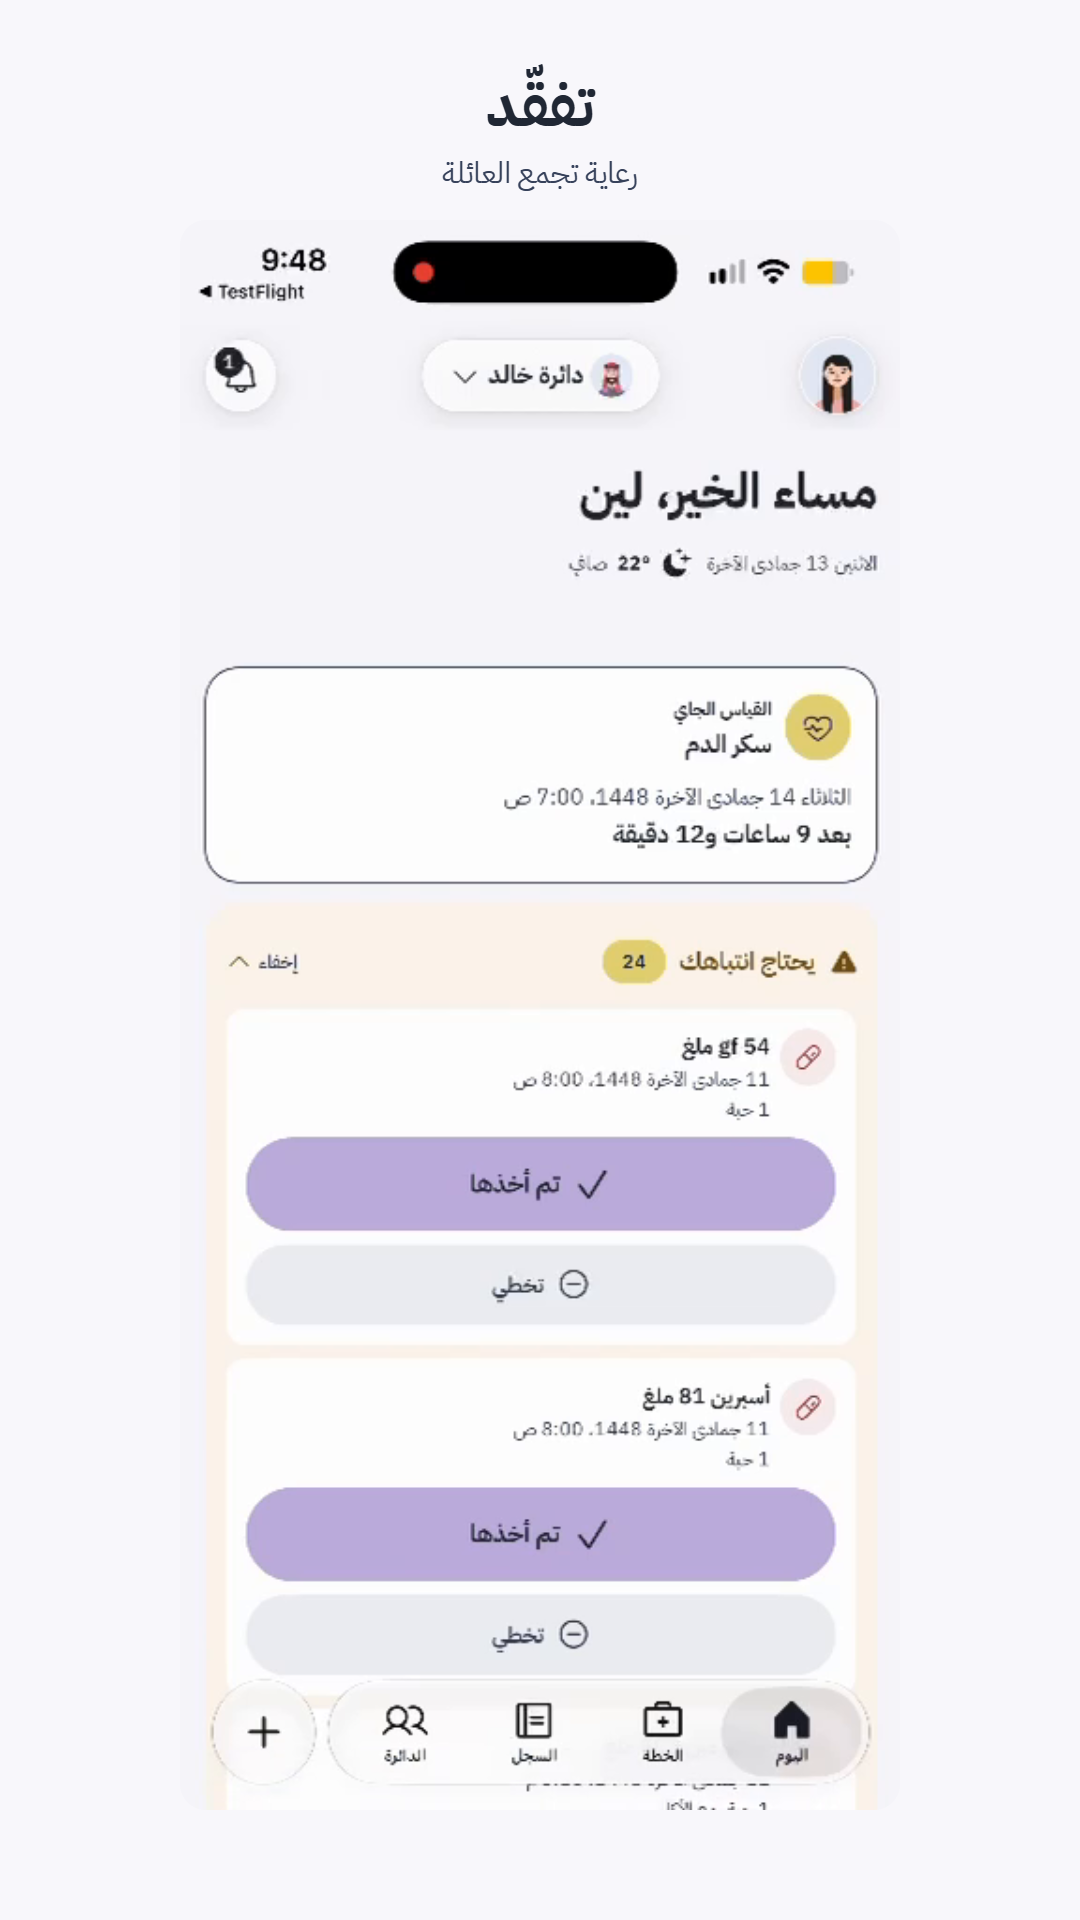 تفقّد
رعاية تجمع العائلة
9:48
TestFlight
1
دائرة خالد
مساء الخير، لين
الاثنين 13 جمادى الآخرة 22° صافي
القياس الجاي
سكر الدم
الثلاثاء 14 جمادى الآخرة 1448، 7:00 ص
بعد 9 ساعات و12 دقيقة
يحتاج انتباهك 24 إخفاء
gf 54 ملغ
11 جمادى الآخرة 1448، 8:00 ص
1 حبة
تم أخذها
تخطي
أسبرين 81 ملغ
11 جمادى الآخرة 1448، 8:00 ص
1 حبة
تم أخذها
تخطي
اليوم الخطة السجل الدائرة